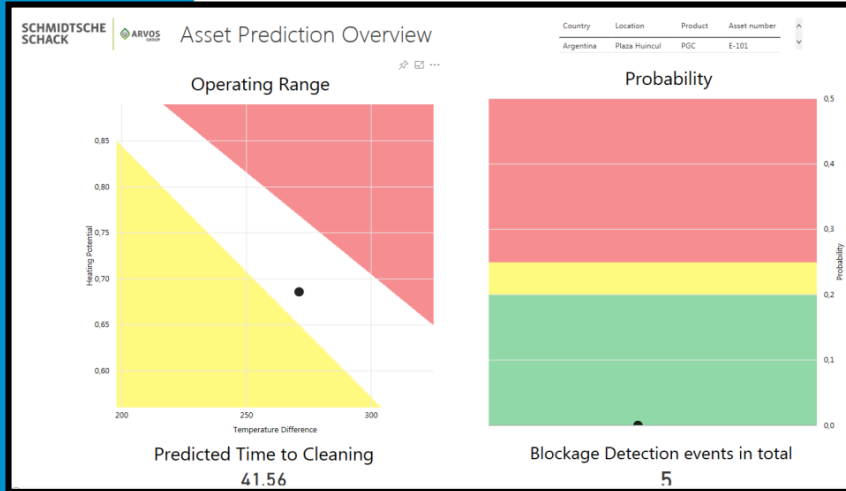 SCHMIDTSCHE
SCHACK
ARVOS
GROUP
Asset Prediction Overview
Country Location Product Asset number
Argentina Plaza Huincul PGC E-101
Operating Range
0,85
0,80
0,75
0,70
0,65
0,60
Heating Potential
200 250 300
Temperature Difference
Probability
0,5
0,4
0,3
0,2
0,1
0,0
Probability
Predicted Time to Cleaning
41.56
Blockage Detection events in total
5